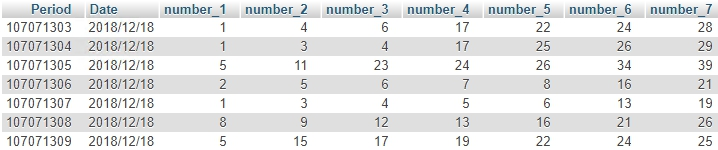 Period Date number_1 number_2 number_3 number_4 number_5 number_6 number_7
107071303 2018/12/18 1 4 6 17 22 24 28
107071304 2018/12/18 1 3 4 17 25 26 29
107071305 2018/12/18 5 11 23 24 26 34 39
107071306 2018/12/18 2 5 6 7 8 16 21
107071307 2018/12/18 1 3 4 5 6 13 19
107071308 2018/12/18 8 9 12 13 16 21 26
107071309 2018/12/18 5 15 17 19 22 24 25